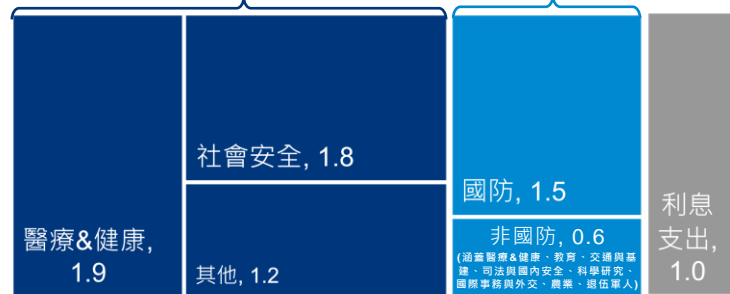 醫療&健康,
1.9
社會安全, 1.8
其他, 1.2
國防, 1.5
非國防, 0.6
(涵蓋醫療&健康、教育、交通與基
建、司法與國內安全、科學研究、
國際事務與外交、農業、退伍軍人)
利息
支出,
1.0